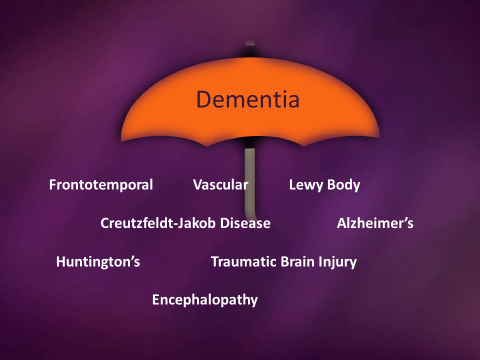 Dementia
Frontotemporal Vascular Lewy Body
Creutzfeldt-Jakob Disease Alzheimer’s
Huntington’s Traumatic Brain Injury
Encephalopathy